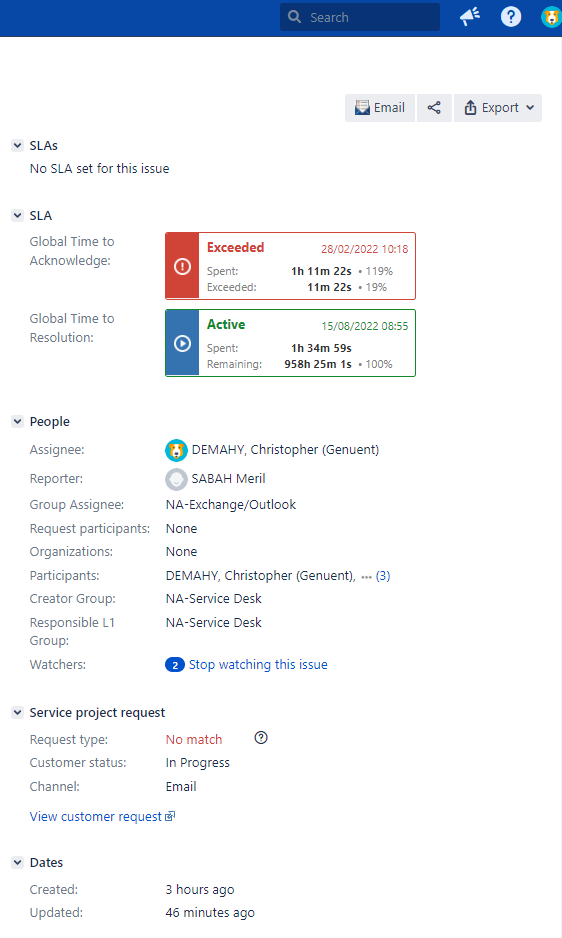 Search
Email
Export
SLAs
No SLA set for this issue
SLA
Global Time to
Acknowledge:
Exceeded 28/02/2022 10:18
Spent: 1h 11m 22s • 119%
Exceeded: 11m 22s • 19%
Global Time to
Resolution:
Active 15/08/2022 08:55
Spent: 1h 34m 59s
Remaining: 958h 25m 1s • 100%
People
Assignee: DEMAHY, Christopher (Genuent)
Reporter: SABAH Meril
Group Assignee: NA-Exchange/Outlook
Request participants: None
Organizations: None
Participants: DEMAHY, Christopher (Genuent), ••• (3)
Creator Group: NA-Service Desk
Responsible L1 NA-Service Desk
Group:
Watchers: 2 Stop watching this issue
Service project request
Request type: No match
Customer status: In Progress
Channel: Email
View customer request
Dates
Created: 3 hours ago
Updated: 46 minutes ago